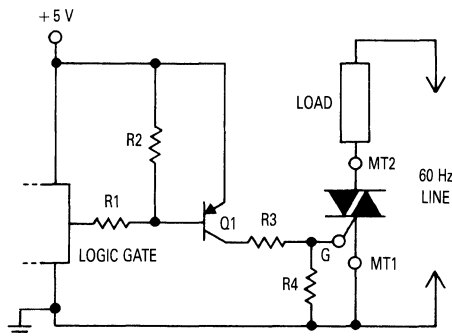 + 5 V
LOAD
R2
MT2
60 Hz
LINE
R1
Q1
R3
LOGIC GATE
G
MT1
R4